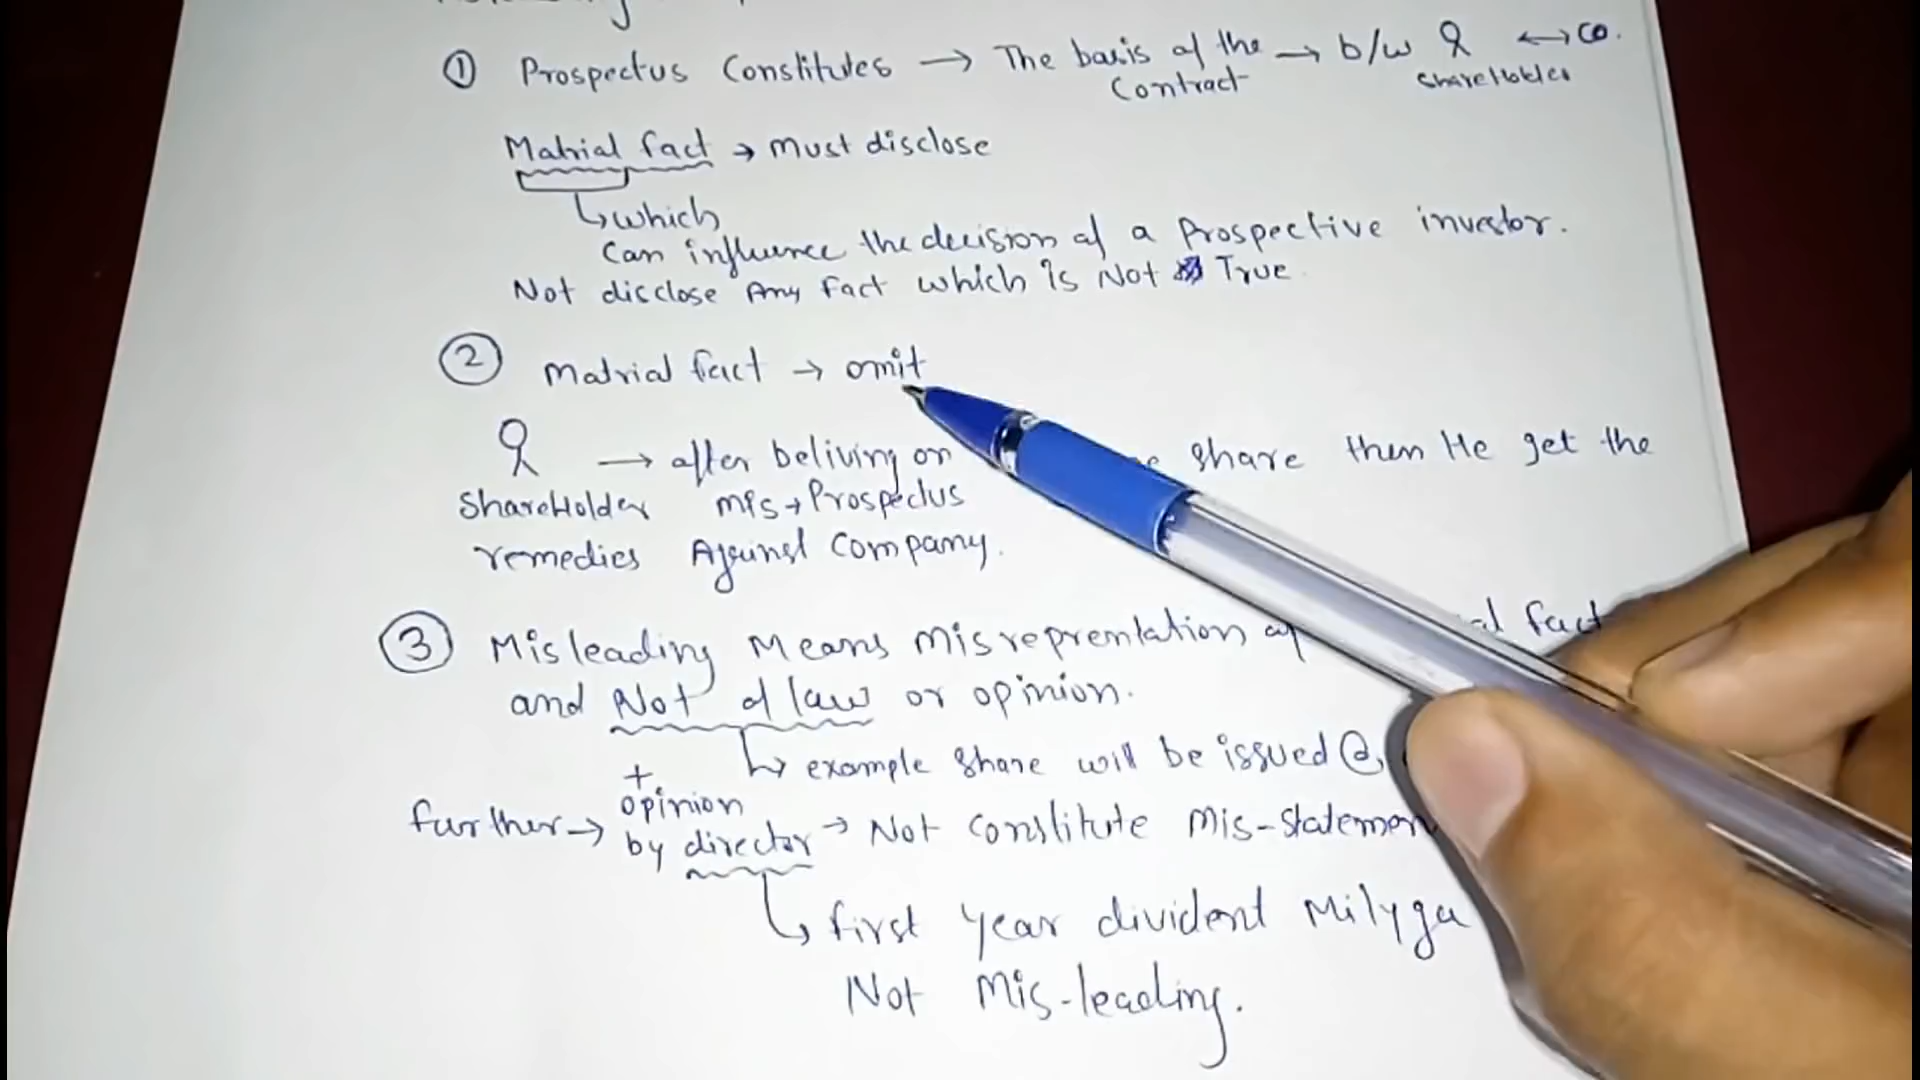 ① Prospectus Constitutes → The basis of the → b/w ↔ co.
Contract Shareholder
Matrial fact → must disclose
↳ which
Can influence the decision of a Prospective investor.
Not disclose Any Fact which is Not True
② Matrial fact → omit
→ after beliving on share then He get the
ShareHolder mis → Prospectus
remedies Against Company.
③ Misleading Means misreprentation of fact
and Not of law or opinion.
↳ example share will be issued @
+
opinion
further → by director → Not Constitute Mis-statemen
↳ first year divident Milyga
Not Mis-leading.